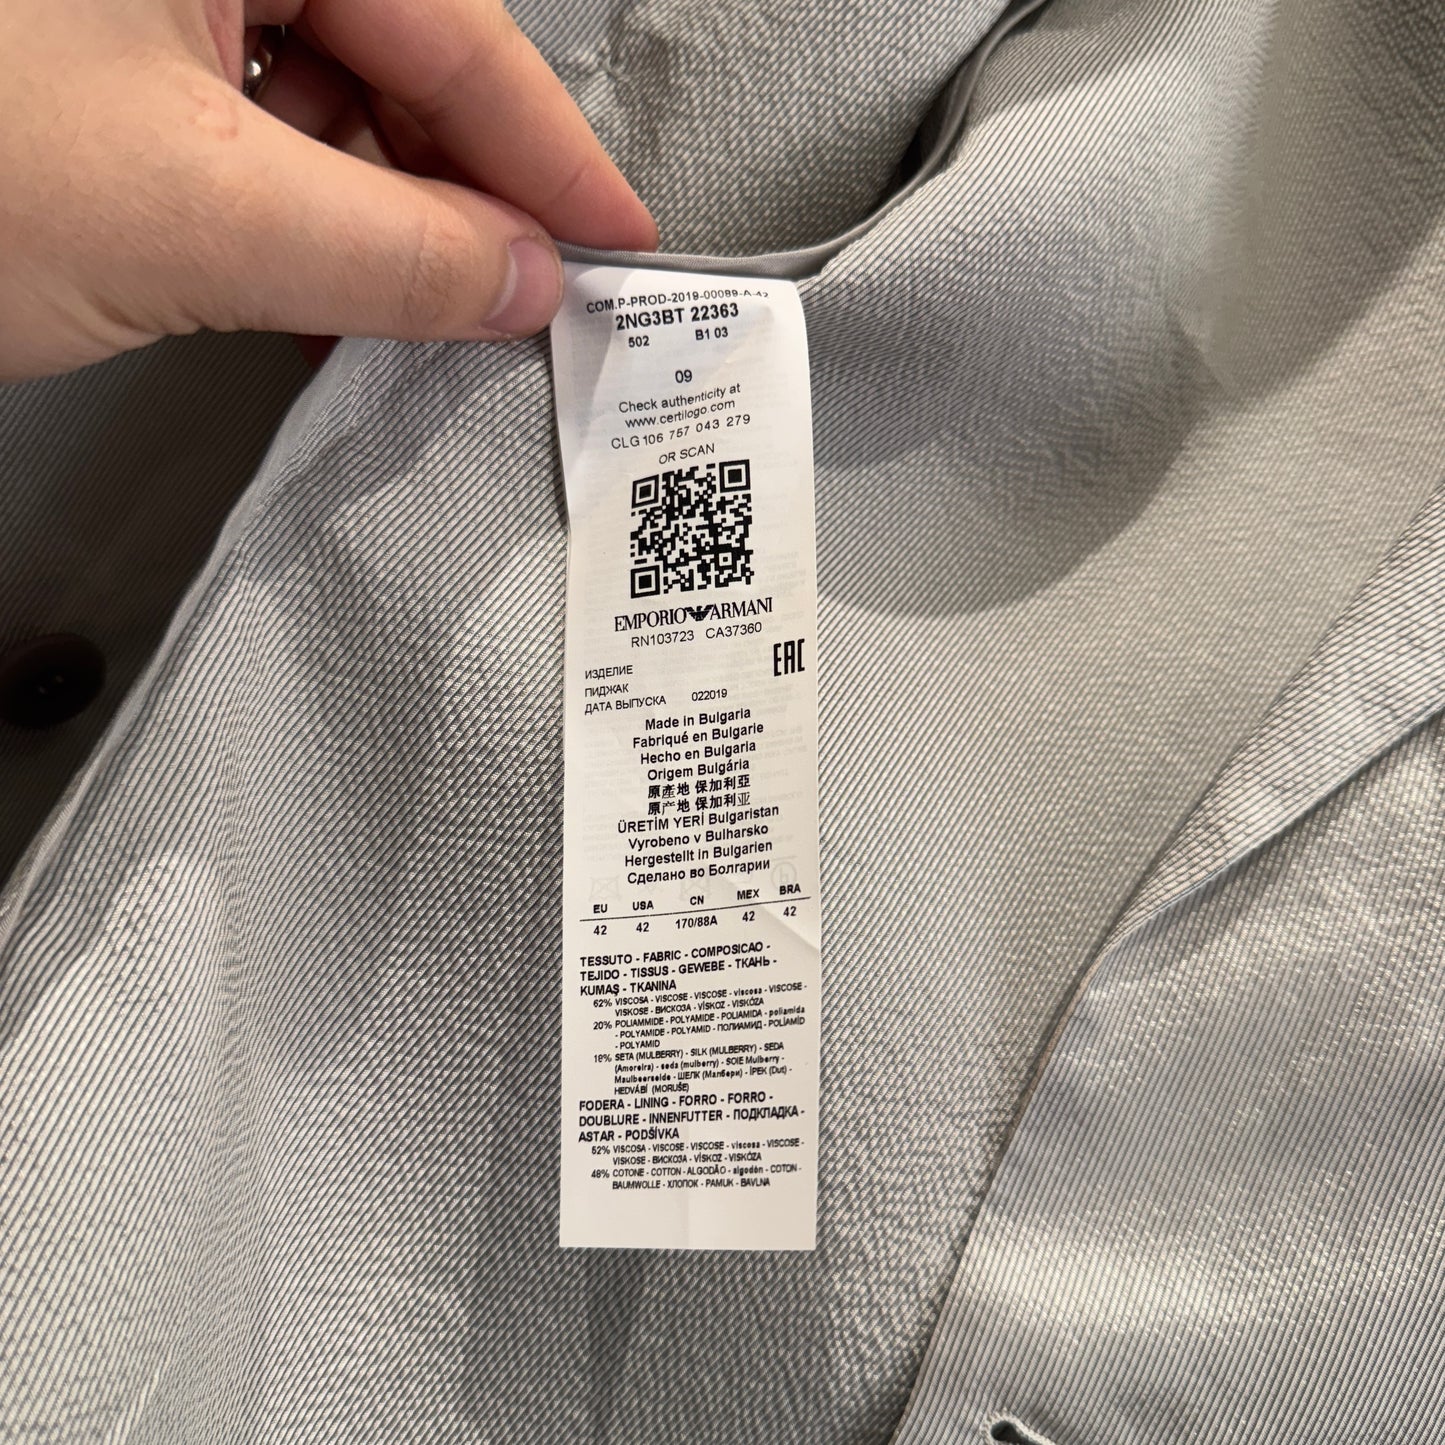 COM.P-PROD-2019-00089-A-42
2NG3BT 22363
502 B1 03
09
Check authenticity at
www.certilogo.com
CLG 106 757 043 279
OR SCAN
EMPORIO ARMANI
RN103723 CA37360
EAC
ИЗДЕЛИЕ
ПИДЖАК
ДАТА ВЫПУСКА 022019
Made in Bulgaria
Fabriqué en Bulgarie
Hecho en Bulgaria
Origem Bulgária
原產地 保加利亞
原产地 保加利亚
ÜRETİM YERİ Bulgaristan
Vyrobeno v Bulharsko
Hergestellt in Bulgarien
Сделано во Болгарии
EU USA CN MEX BRA
42 42 170/88A 42 42
TESSUTO - FABRIC - COMPOSICAO -
TEJIDO - TISSUS - GEWEBE - ТКАНЬ -
KUMAŞ - TKANINA
62% VISCOSA - VISCOSE - VISCOSE - viscosa - VISCOSE -
VISKOSE - ВИСКОЗА - VİSKOZ - VISKÓZA
20% POLIAMMIDE - POLYAMIDE - POLIAMIDA - poliamida
- POLYAMIDE - POLYAMID - ПОЛИАМИД - POLİAMİD
- POLYAMID
18% SETA (MULBERRY) - SILK (MULBERRY) - SEDA
(Amoreira) - seda (mulberry) - SOIE Mulberry -
Maulbeerseide - ШЕЛК (Малбери) - İPEK (Dut) -
HEDVÁBÍ (MORUŠE)
FODERA - LINING - FORRO - FORRO -
DOUBLURE - INNENFUTTER - ПОДКЛАДКА -
ASTAR - PODŠÍVKA
52% VISCOSA - VISCOSE - VISCOSE - viscosa - VISCOSE -
VISKOSE - ВИСКОЗА - VİSKOZ - VISKÓZA
48% COTONE - COTTON - ALGODÃO - algodón - COTON -
BAUMWOLLE - ХЛОПОК - PAMUK - BAVLNA